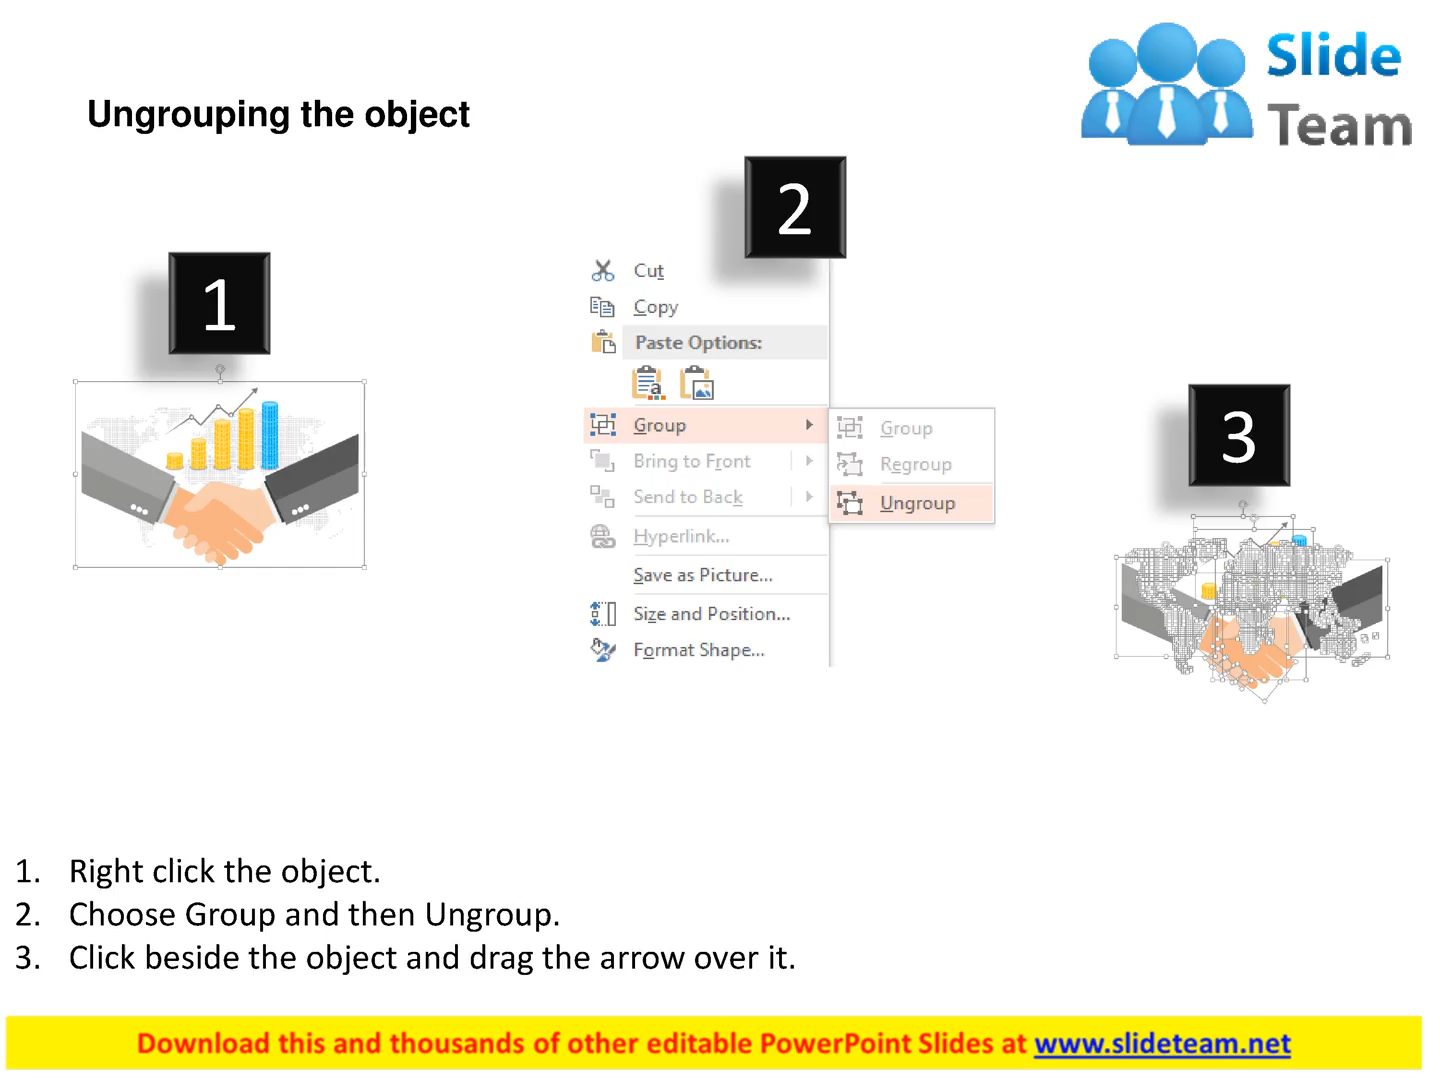 Slide
Team
Ungrouping the object
1
2
3
Cut
Copy
Paste Options:
Group
Bring to Front
Send to Back
Hyperlink...
Save as Picture...
Size and Position...
Format Shape...
Group
Regroup
Ungroup
1. Right click the object.
2. Choose Group and then Ungroup.
3. Click beside the object and drag the arrow over it.
Download this and thousands of other editable PowerPoint Slides at www.slideteam.net